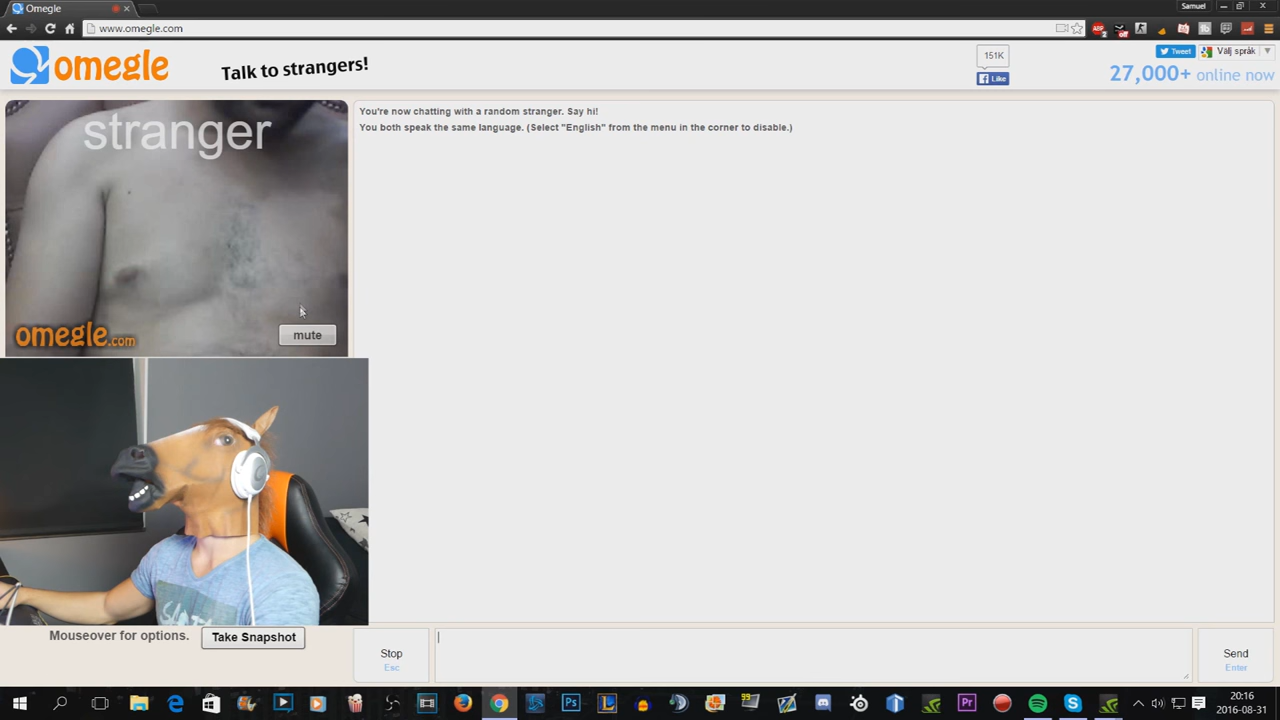 Omegle
Samuel
www.omegle.com
omegle
Talk to strangers!
151K
Like
Tweet
Välj språk
27,000+ online now
stranger
omegle.com
mute
You're now chatting with a random stranger. Say hi!
You both speak the same language. (Select "English" from the menu in the corner to disable.)
Mouseover for options.
Take Snapshot
Stop
Esc
Send
Enter
20:16
2016-08-31